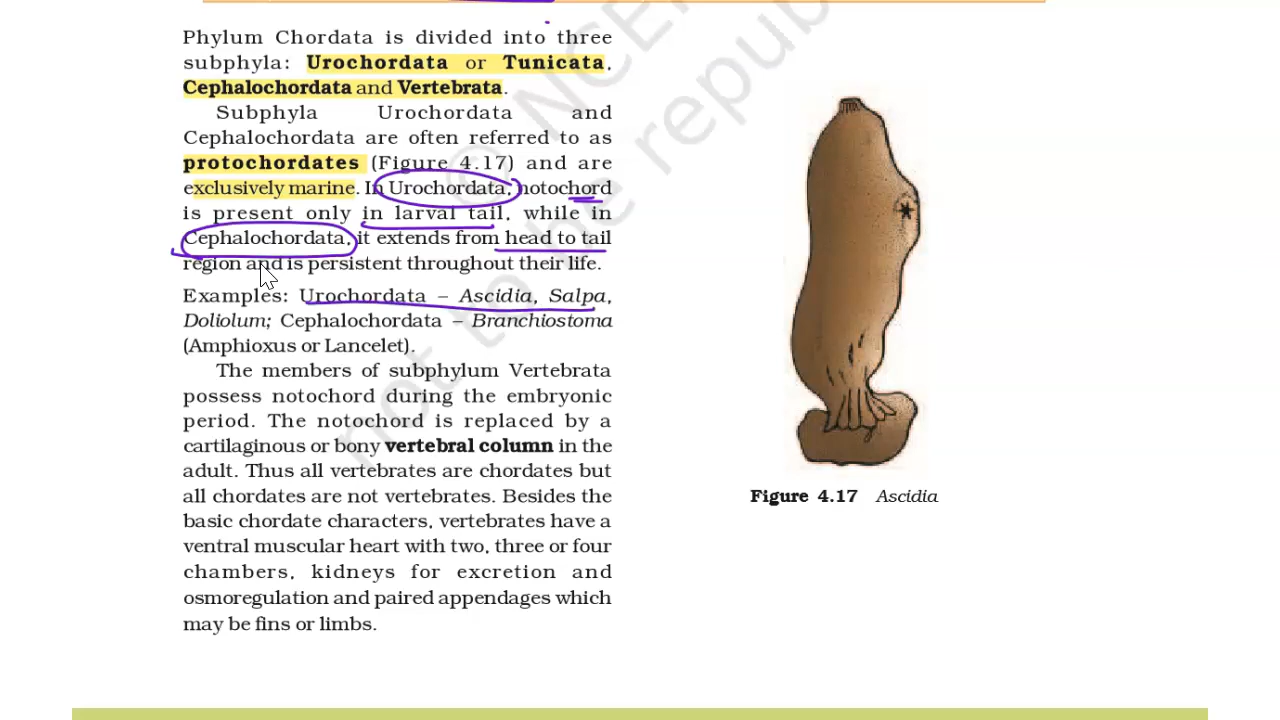 Phylum Chordata is divided into three
subphyla: Urochordata or Tunicata,
Cephalochordata and Vertebrata.
Subphyla Urochordata and
Cephalochordata are often referred to as
protochordates (Figure 4.17) and are
exclusively marine. In Urochordata, notochord
is present only in larval tail, while in
Cephalochordata, it extends from head to tail
region and is persistent throughout their life.
Examples: Urochordata – Ascidia, Salpa,
Doliolum; Cephalochordata – Branchiostoma
(Amphioxus or Lancelet).
The members of subphylum Vertebrata
possess notochord during the embryonic
period. The notochord is replaced by a
cartilaginous or bony vertebral column in the
adult. Thus all vertebrates are chordates but
all chordates are not vertebrates. Besides the
basic chordate characters, vertebrates have a
ventral muscular heart with two, three or four
chambers, kidneys for excretion and
osmoregulation and paired appendages which
may be fins or limbs.
Figure 4.17 Ascidia
© NCE
not to be republ